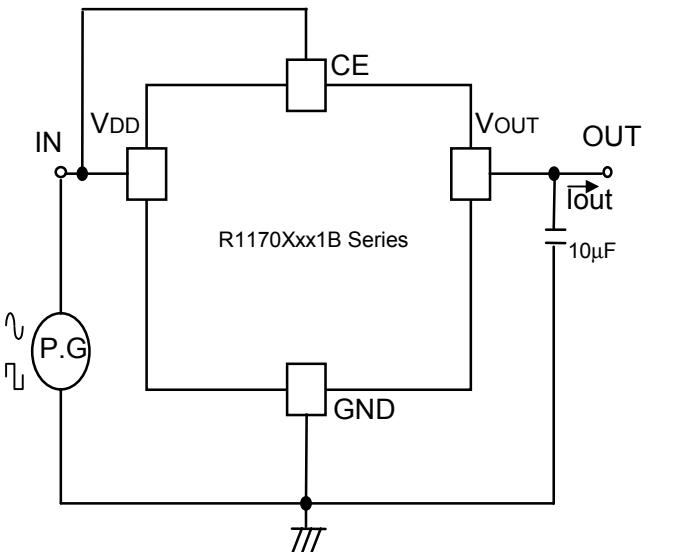 CE
VDD
VOUT
IN
OUT
Iout
R1170Xxx1B Series
10μF
P.G
GND